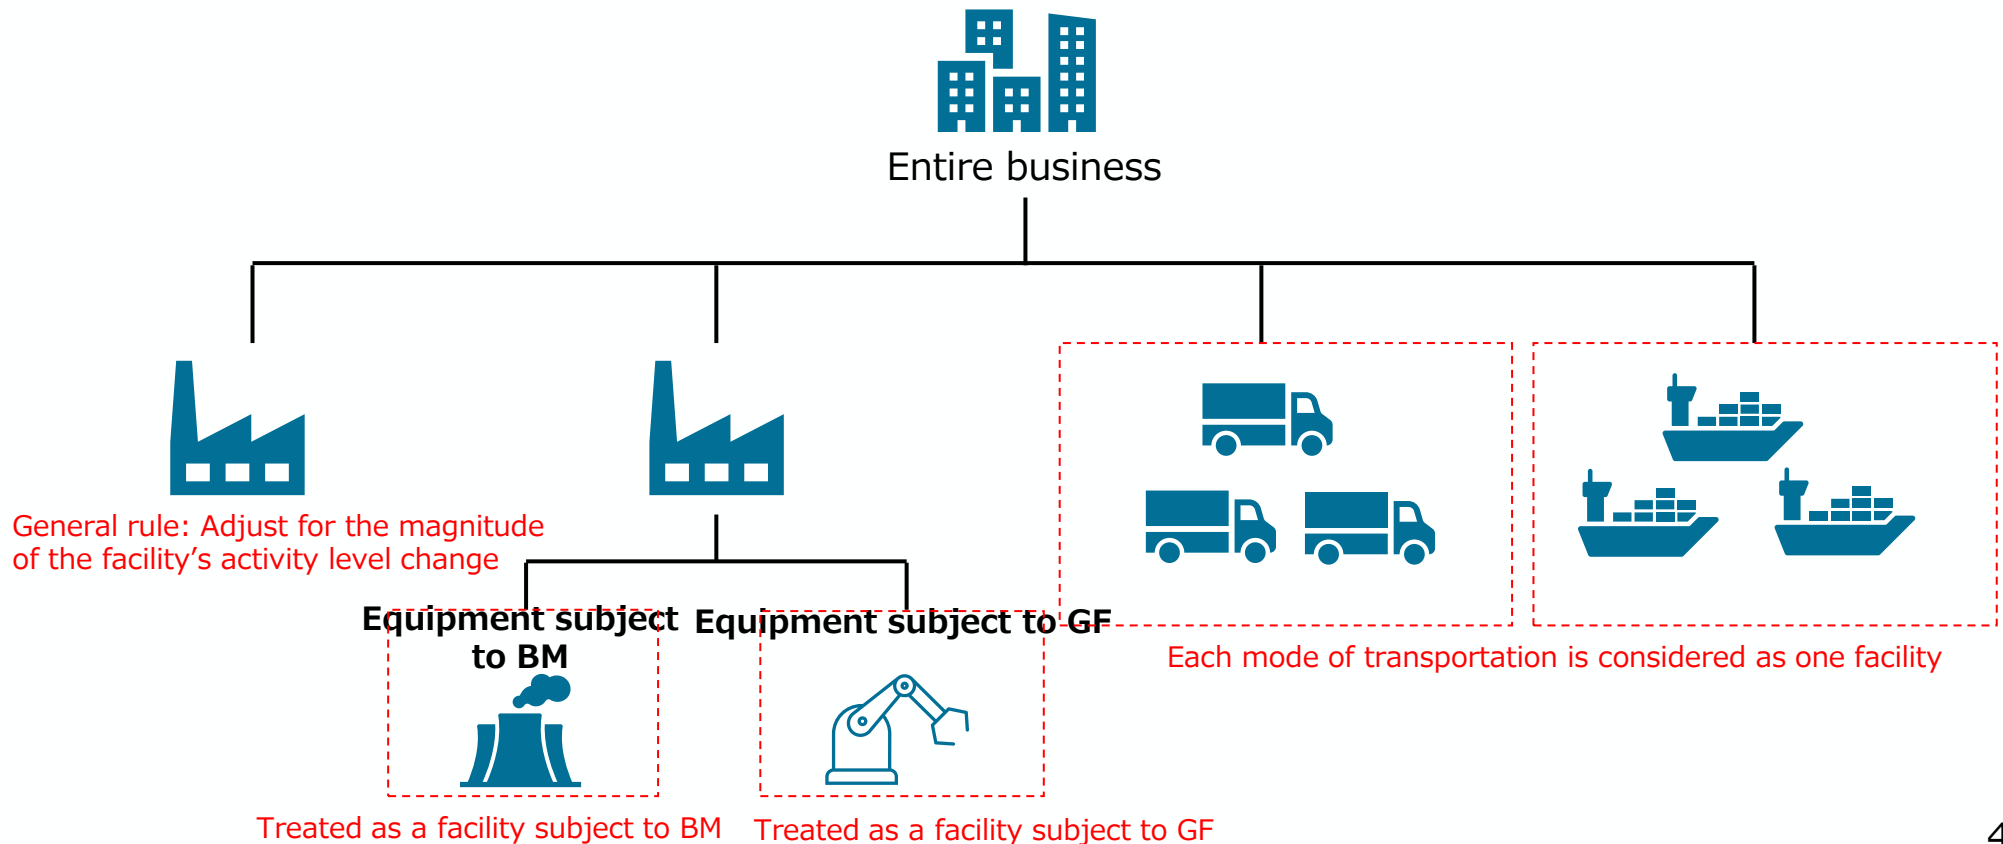 Entire business
General rule: Adjust for the magnitude
of the facility’s activity level change
Equipment subject
to BM
Equipment subject to GF
Each mode of transportation is considered as one facility
Treated as a facility subject to BM
Treated as a facility subject to GF